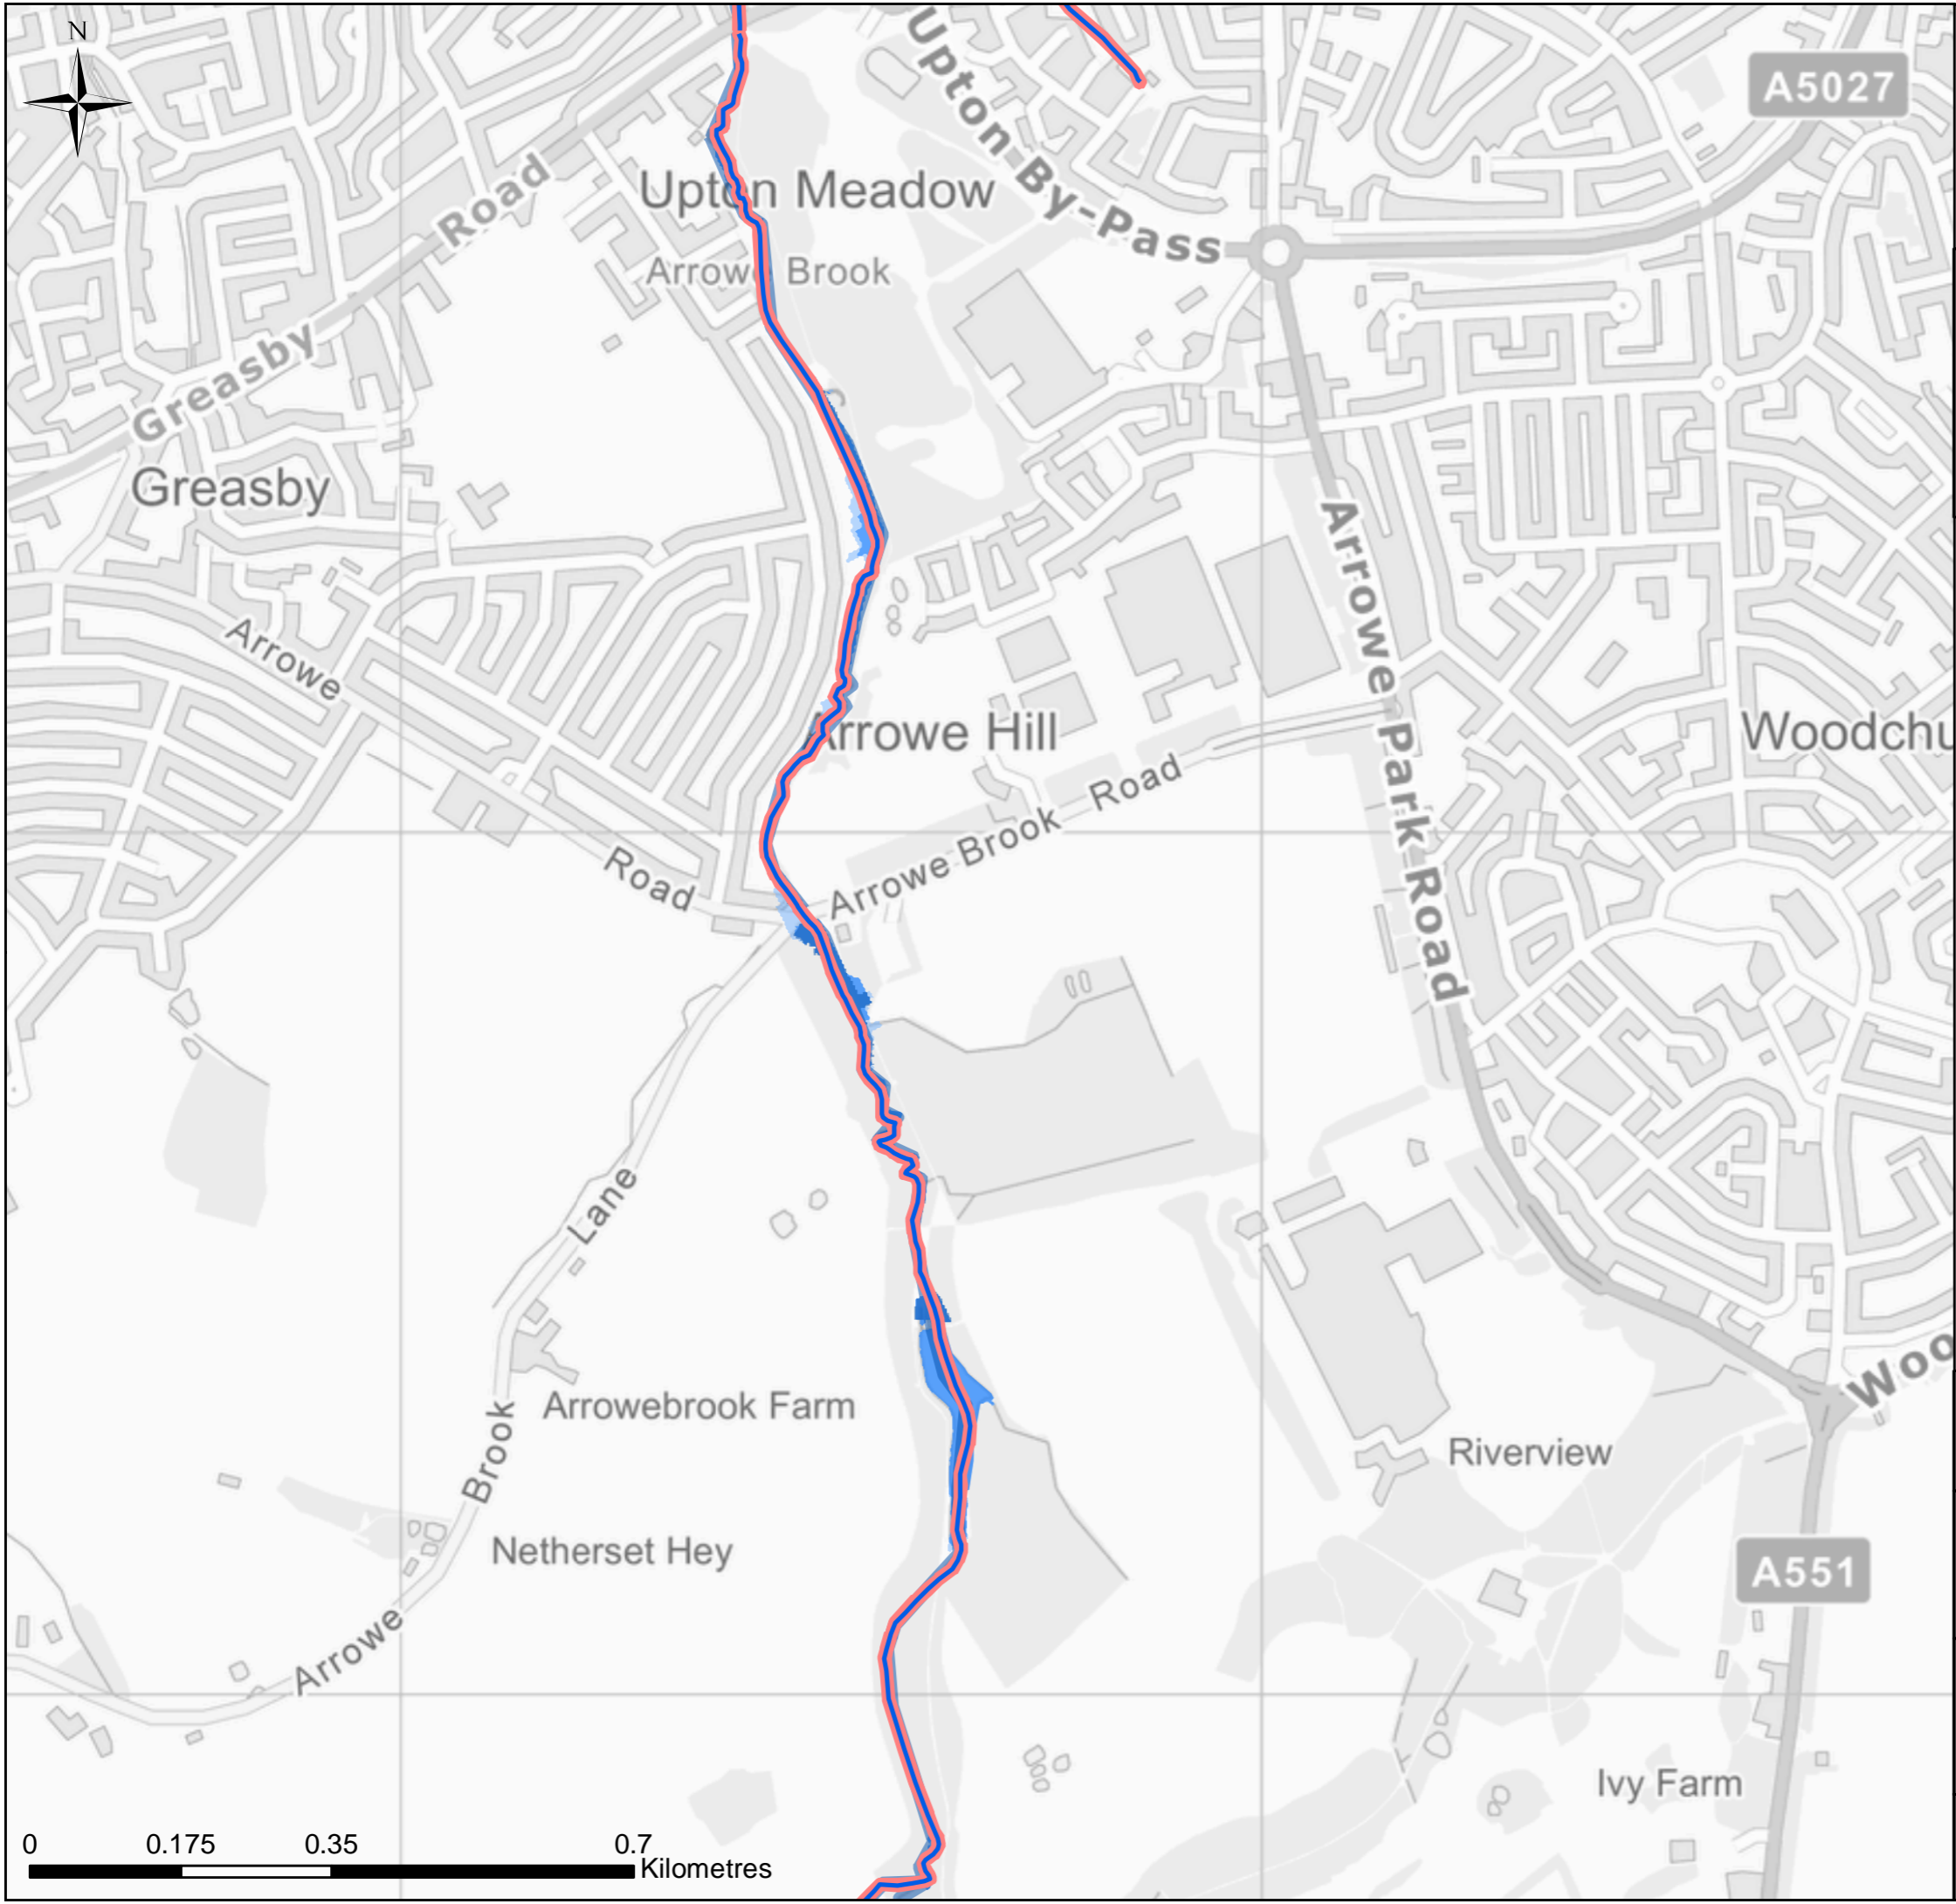 N
Upton By-Pass
A5027
Greasby Road
Upton Meadow
Arrowe Brook
Greasby
Arrowe Road
Arrowe Park Road
Arrowe Hill
Woodchu
Arrowe Brook Road
Arrowe Brook Lane
Arrowebrook Farm
Woo
Riverview
Netherset Hey
A551
Ivy Farm
0 0.175 0.35 0.7
Kilometres